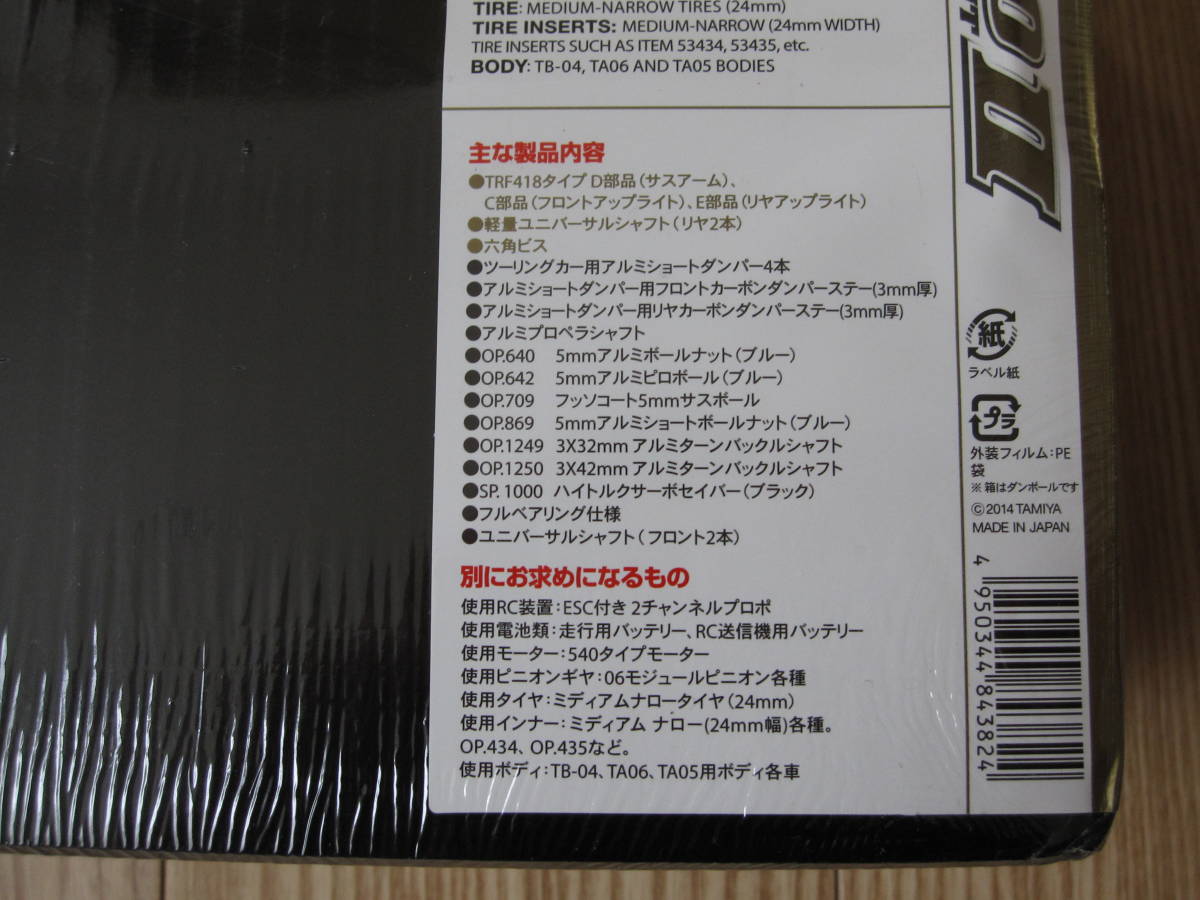 TIRE: MEDIUM-NARROW TIRES (24mm)
TIRE INSERTS: MEDIUM-NARROW (24mm WIDTH)
TIRE INSERTS SUCH AS ITEM 53434, 53435, etc.
BODY: TB-04, TA06 AND TA05 BODIES
主な製品内容
●TRF418タイプ D部品(サスアーム)、
C部品(フロントアップライト)、E部品(リヤアップライト)
●軽量ユニバーサルシャフト(リヤ2本)
●六角ビス
●ツーリングカー用アルミショートダンパー4本
●アルミショートダンパー用フロントカーボンダンパーステー(3mm厚)
●アルミショートダンパー用リヤカーボンダンパーステー(3mm厚)
●アルミプロペラシャフト
●OP.640 5mmアルミボールナット(ブルー)
●OP.642 5mmアルミピロボール(ブルー)
●OP.709 フッソコート5mmサスボール
●OP.869 5mmアルミショートボールナット(ブルー)
●OP.1249 3X32mm アルミターンバックルシャフト
●OP.1250 3X42mm アルミターンバックルシャフト
●SP. 1000 ハイトルクサーボセイバー(ブラック)
●フルベアリング仕様
●ユニバーサルシャフト(フロント2本)
別にお求めになるもの
使用RC装置:ESC付き 2チャンネルプロポ
使用電池類:走行用バッテリー、RC送信機用バッテリー
使用モーター:540タイプモーター
使用ピニオンギヤ:06モジュールピニオン各種
使用タイヤ:ミディアムナロータイヤ(24mm)
使用インナー:ミディアム ナロー(24mm幅)各種。
OP.434、OP.435など。
使用ボディ:TB-04、TA06、TA05用ボディ各車
紙
ラベル紙
プラ
外装フィルム:PE
袋
※ 箱はダンボールです
©2014 TAMIYA
MADE IN JAPAN
4 950344 843824